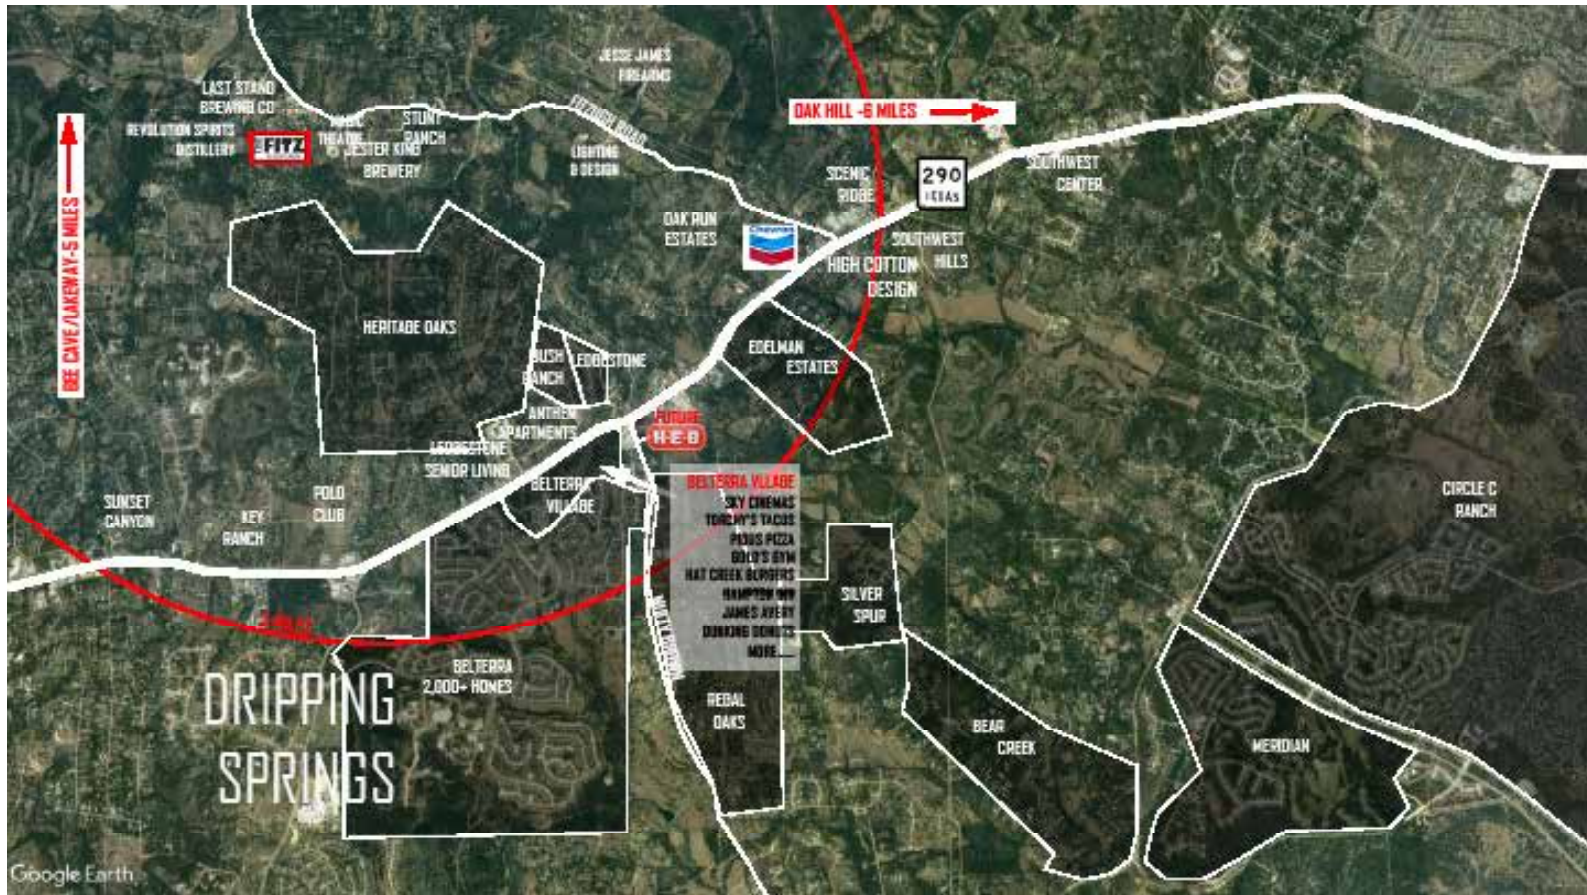 JESSE JAMES
FIREARMS
LAST STAND
BREWING CO
OAK HILL -6 MILES
FITZHUGH ROAD
STUNT
RANCH
REVOLUTION SPIRITS
DISTILLERY
FITZ
THEATRE
JESTER KING
BREWERY
LIGHTING
& DESIGN
SOUTHWEST
CENTER
290
TEXAS
SCENIC
RIDGE
BEE CAVE/LAKEWAY-5 MILES
OAK RUN
ESTATES
Chevron
SOUTHWEST
HILLS
HIGH COTTON
DESIGN
HERITAGE OAKS
EDELMAN
ESTATES
BUSH
RANCH
LEDGESTONE
ANTHEM
APARTMENTS
FUTURE
H-E-B
LEDGESTONE
SENIOR LIVING
BELTERRA
VILLAGE
BELTERRA VLLAGE
SKY CINEMAS
TORCHY'S TACOS
PIOUS PIZZA
GOLD'S GYM
HAT CREEK BURGERS
HAMPTON INN
JAMES AVERY
DUNKING DONUTS
MORE....
SUNSET
CANYON
KEY
RANCH
POLO
CLUB
CIRCLE C
RANCH
SILVER
SPUR
BELTERRA
2,000+ HOMES
DRIPPING
SPRINGS
REGAL
OAKS
BEAR
CREEK
MERIDIAN
Google Earth